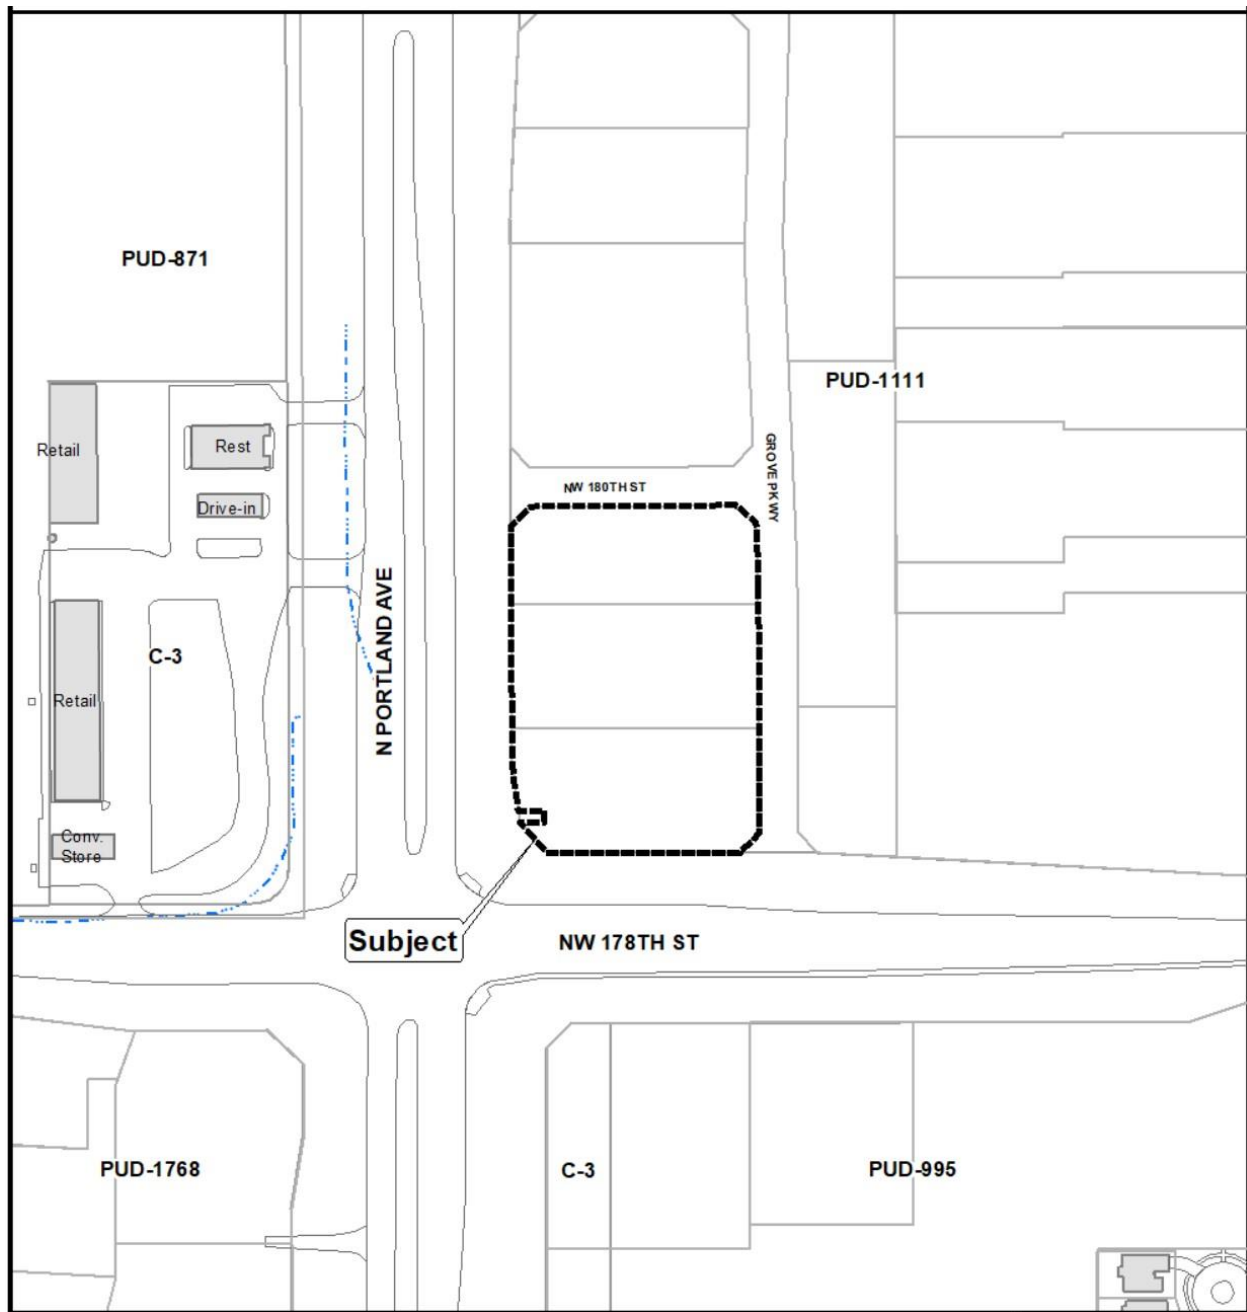 PUD-871
PUD-1111
Retail
Rest
GROVE PKWY
NW 180TH ST
Drive-in
N PORTLAND AVE
C-3
Retail
Conv.
Store
Subject
NW 178TH ST
PUD-1768
C-3
PUD-995